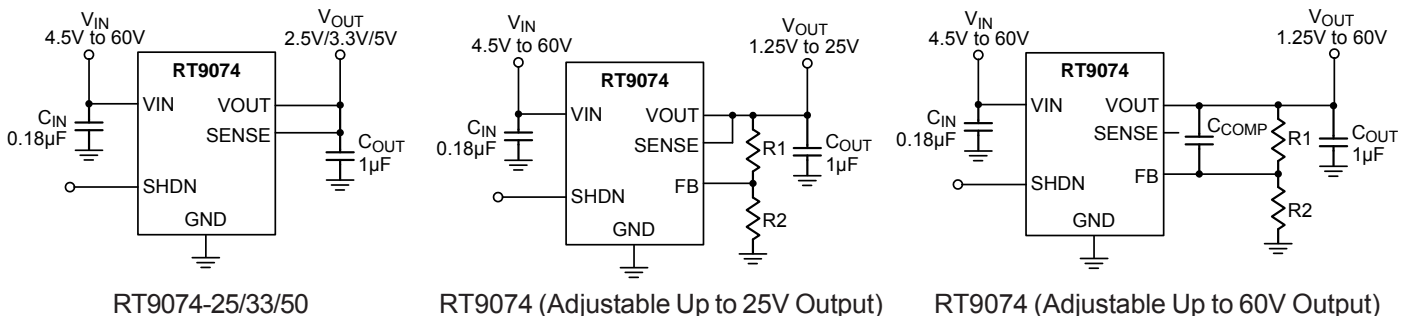 VIN
4.5V to 60V
VOUT
2.5V/3.3V/5V
RT9074
VIN
VOUT
SENSE
CIN
0.18µF
COUT
1µF
SHDN
GND
RT9074-25/33/50
VIN
4.5V to 60V
VOUT
1.25V to 25V
RT9074
VIN
VOUT
SENSE
CIN
0.18µF
R1
COUT
1µF
SHDN
FB
R2
GND
RT9074 (Adjustable Up to 25V Output)
VIN
4.5V to 60V
VOUT
1.25V to 60V
RT9074
VIN
VOUT
SENSE
CIN
0.18µF
CCOMP
R1
COUT
1µF
SHDN
FB
R2
GND
RT9074 (Adjustable Up to 60V Output)